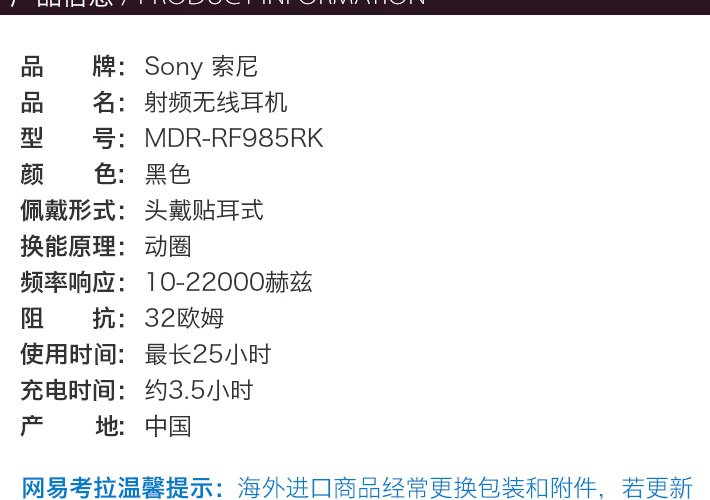 产品信息 / PRODUCT INFORMATION
品 牌： Sony 索尼
品 名： 射频无线耳机
型 号： MDR-RF985RK
颜 色： 黑色
佩戴形式： 头戴贴耳式
换能原理： 动圈
频率响应： 10-22000赫兹
阻 抗： 32欧姆
使用时间： 最长25小时
充电时间： 约3.5小时
产 地： 中国
网易考拉温馨提示： 海外进口商品经常更换包装和附件，若更新